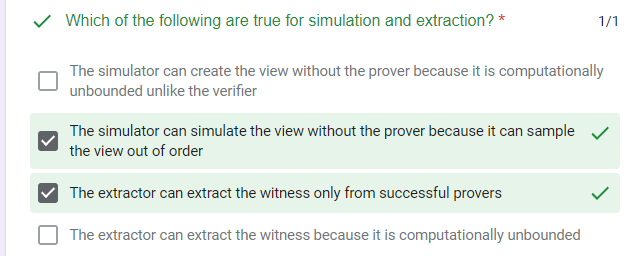 Which of the following are true for simulation and extraction? * 1/1
The simulator can create the view without the prover because it is computationally
unbounded unlike the verifier
The simulator can simulate the view without the prover because it can sample
the view out of order
The extractor can extract the witness only from successful provers
The extractor can extract the witness because it is computationally unbounded